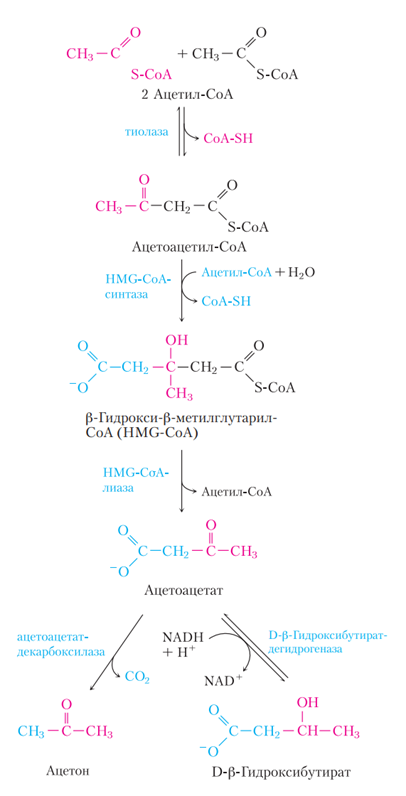 CH₃–C
O
S-CoA
+ CH₃–C
O
S-CoA
2 Ацетил-CoA
тиолаза
CoA-SH
O
CH₃–C–CH₂–C
O
S-CoA
Ацетоацетил-CoA
HMG-CoA-
синтаза
Ацетил-CoA + H₂O
CoA-SH
O
OH
O
C–CH₂–C–CH₂–C
⁻O
CH₃
S-CoA
β-Гидрокси-β-метилглутарил-
CoA (HMG-CoA)
HMG-CoA-
лиаза
Ацетил-CoA
O
O
C–CH₂–C–CH₃
⁻O
Ацетоацетат
ацетоацетат-
декарбоксилаза
CO₂
NADH
+ H⁺
NAD⁺
D-β-Гидроксибутират-
дегидрогеназа
O
CH₃–C–CH₃
Ацетон
O
OH
C–CH₂–CH–CH₃
⁻O
D-β-Гидроксибутират